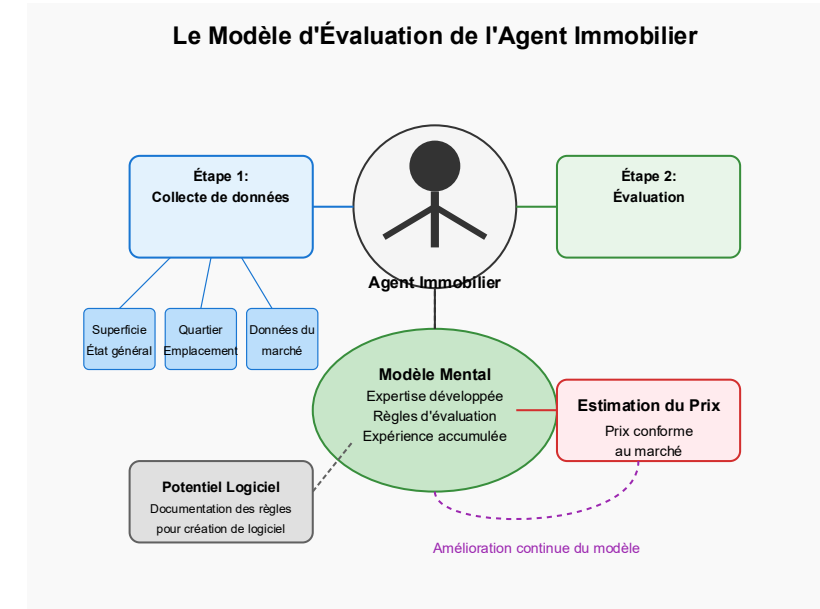 Le Modèle d'Évaluation de l'Agent Immobilier
Étape 1:
Collecte de données
Étape 2:
Évaluation
Agent Immobilier
Superficie
État général
Quartier
Emplacement
Données du
marché
Modèle Mental
Expertise développée
Règles d'évaluation
Expérience accumulée
Estimation du Prix
Prix conforme
au marché
Potentiel Logiciel
Documentation des règles
pour création de logiciel
Amélioration continue du modèle